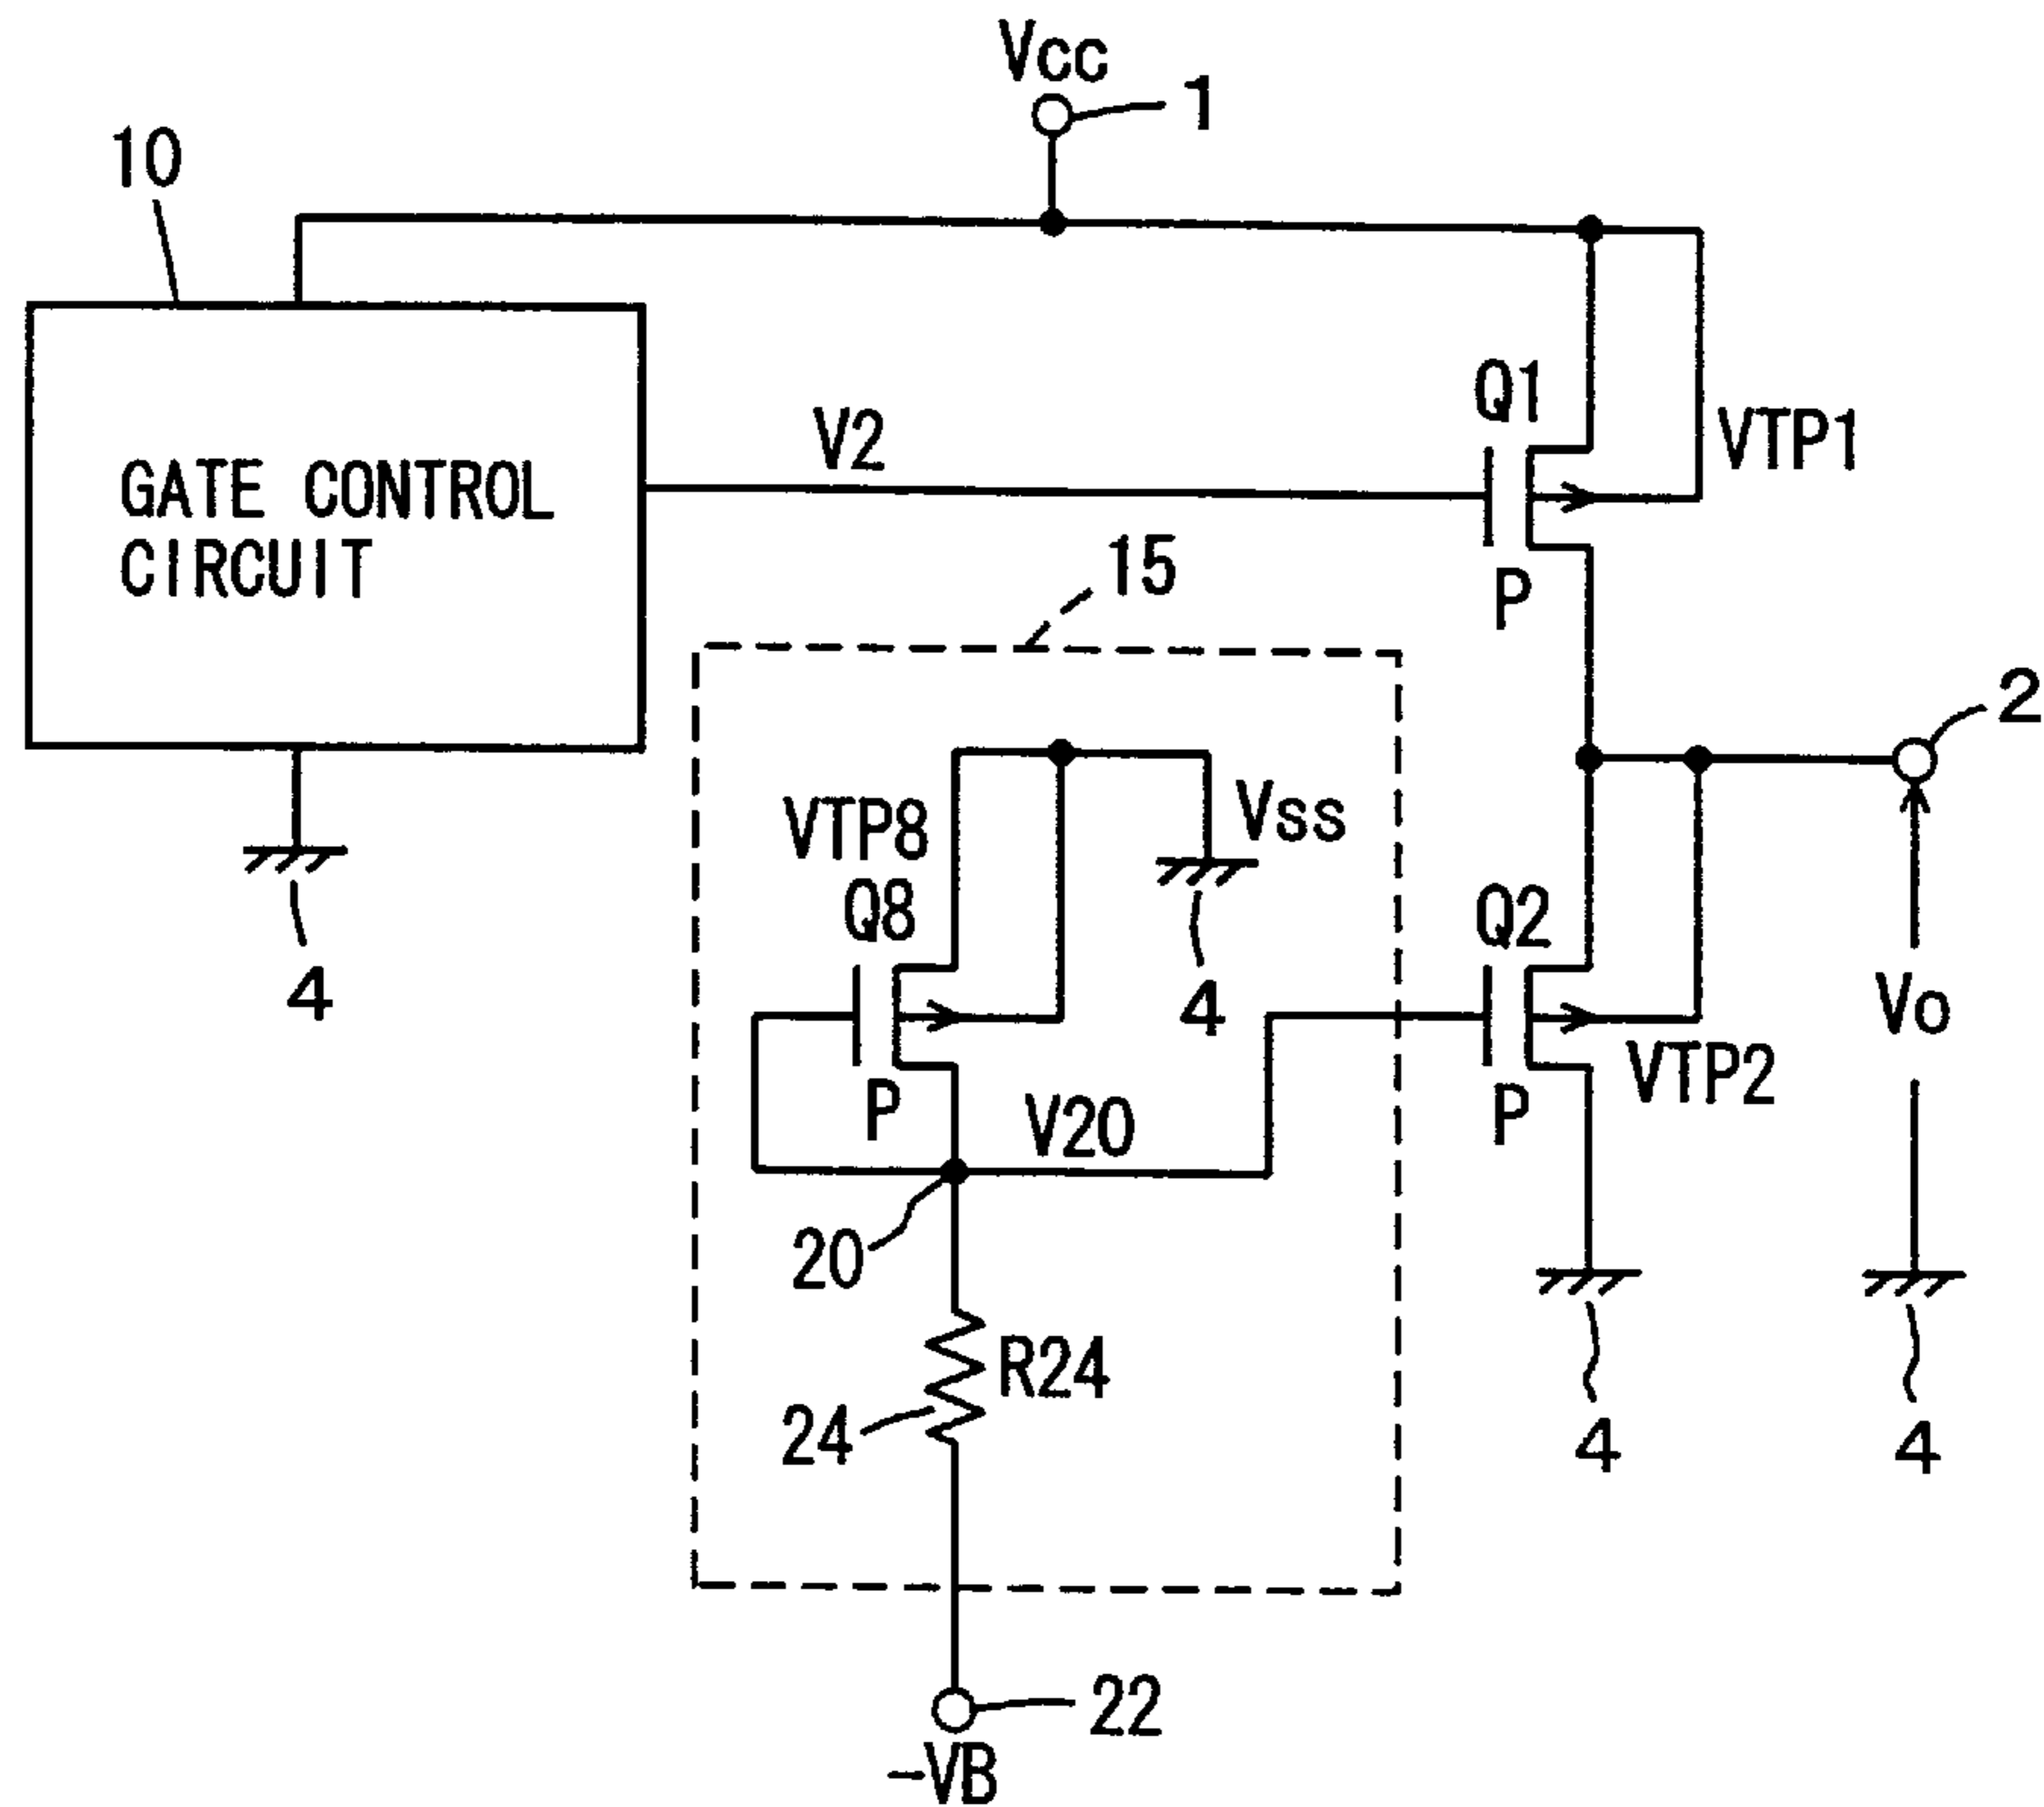 Vcc
1
10
Q1
VTP1
V2
GATE CONTROL
CIRCUIT
15
P
2
VTP8
Vss
Q8
Q2
4
4
Vo
VTP2
P
V20
P
20
R24
24
4
4
22
-VB